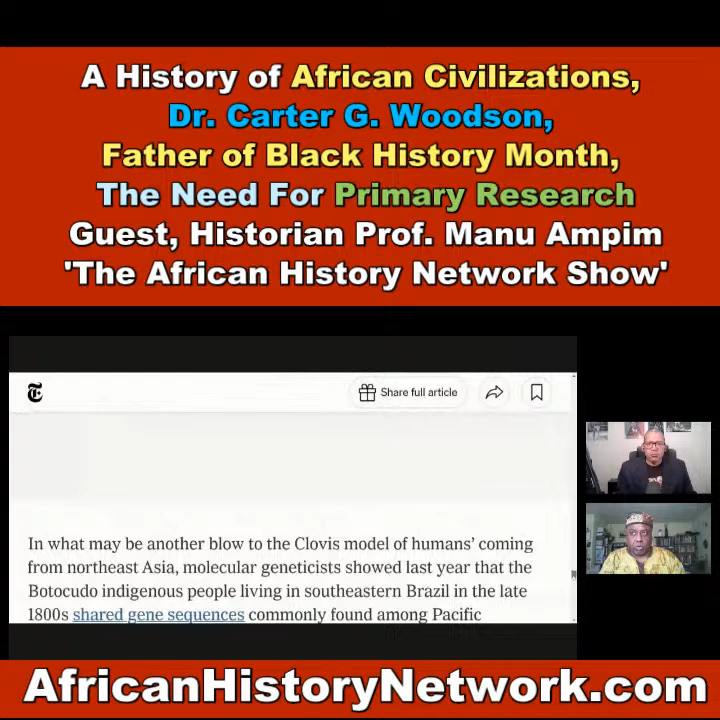 A History of African Civilizations,
Dr. Carter G. Woodson,
Father of Black History Month,
The Need For Primary Research
Guest, Historian Prof. Manu Ampim
'The African History Network Show'
T
Share full article
In what may be another blow to the Clovis model of humans’ coming
from northeast Asia, molecular geneticists showed last year that the
Botocudo indigenous people living in southeastern Brazil in the late
1800s shared gene sequences commonly found among Pacific
AfricanHistoryNetwork.com